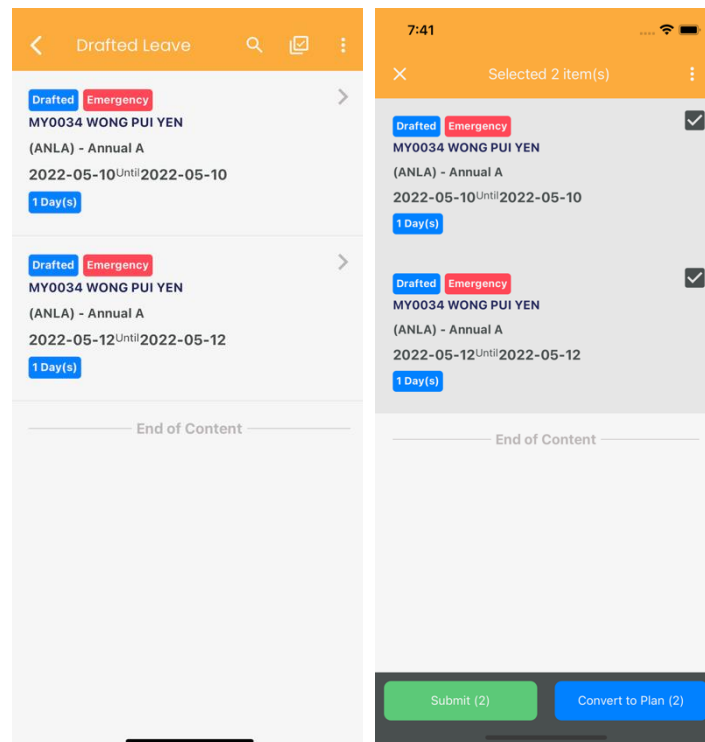 Drafted Leave
Drafted Emergency
MY0034 WONG PUI YEN
(ANLA) - Annual A
2022-05-10Until2022-05-10
1 Day(s)
Drafted Emergency
MY0034 WONG PUI YEN
(ANLA) - Annual A
2022-05-12Until2022-05-12
1 Day(s)
End of Content
7:41
Selected 2 item(s)
Drafted Emergency
MY0034 WONG PUI YEN
(ANLA) - Annual A
2022-05-10Until2022-05-10
1 Day(s)
Drafted Emergency
MY0034 WONG PUI YEN
(ANLA) - Annual A
2022-05-12Until2022-05-12
1 Day(s)
End of Content
Submit (2) Convert to Plan (2)